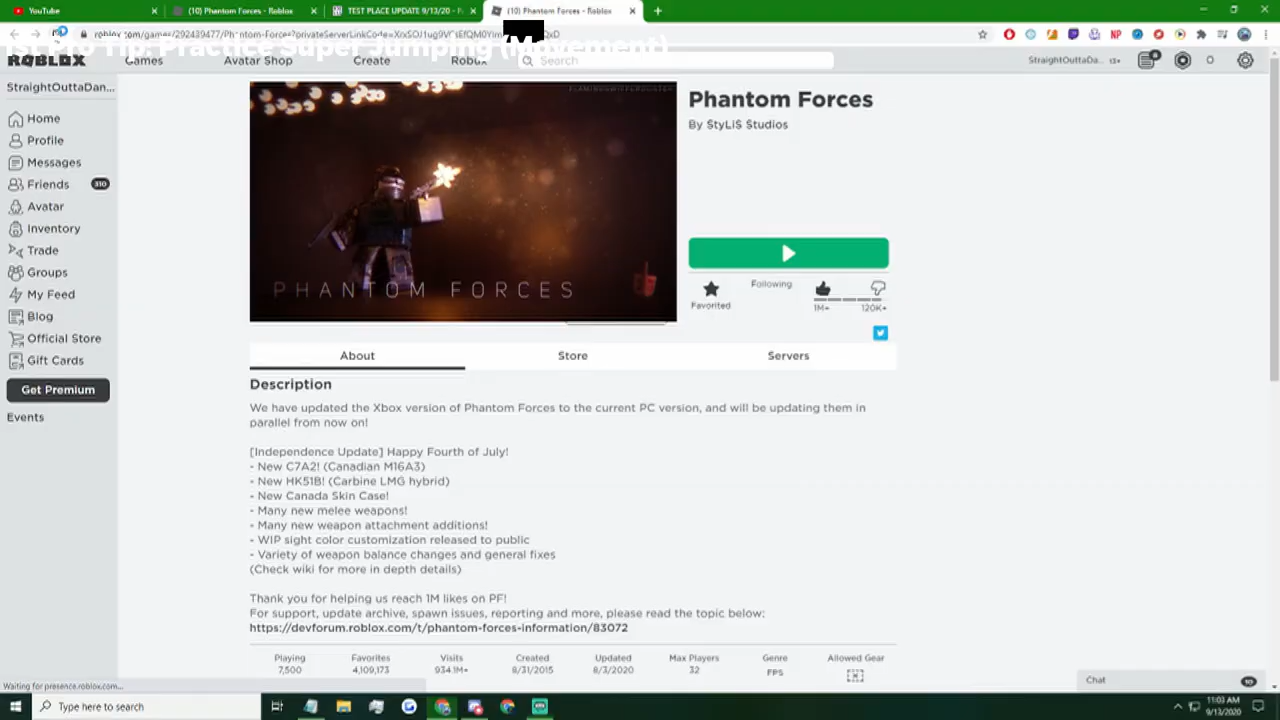 YouTube
(10) Phantom Forces - Roblox
TEST PLACE UPDATE 9/13/20 - P
(10) Phantom Forces - Roblox
1st Pro Tip: Practice Super Jumping (Movement)
ROBLOX
Games
Avatar Shop
Create
Robux
Search
StraightOuttaDa... 13+
0
StraightOuttaDan...
Home
Profile
Messages
Friends 310
Avatar
Inventory
Trade
Groups
My Feed
Blog
Official Store
Gift Cards
Get Premium
Events
PHANTOM FORCES
Phantom Forces
By StyLiS Studios
Favorited
Following
1M+
120K+
About
Store
Servers
Description
We have updated the Xbox version of Phantom Forces to the current PC version, and will be updating them in
parallel from now on!
[Independence Update] Happy Fourth of July!
- New C7A2! (Canadian M16A3)
- New HK51B! (Carbine LMG hybrid)
- New Canada Skin Case!
- Many new melee weapons!
- Many new weapon attachment additions!
- WIP sight color customization released to public
- Variety of weapon balance changes and general fixes
(Check wiki for more in depth details)
Thank you for helping us reach 1M likes on PF!
For support, update archive, spawn issues, reporting and more, please read the topic below:
https://devforum.roblox.com/t/phantom-forces-information/83072
Playing Favorites Visits Created Updated Max Players Genre Allowed Gear
7,500 4,109,173 934.1M+ 8/31/2015 8/3/2020 32 FPS
Chat 10
Waiting for presence.roblox.com...
Type here to search
11:03 AM
9/13/2020